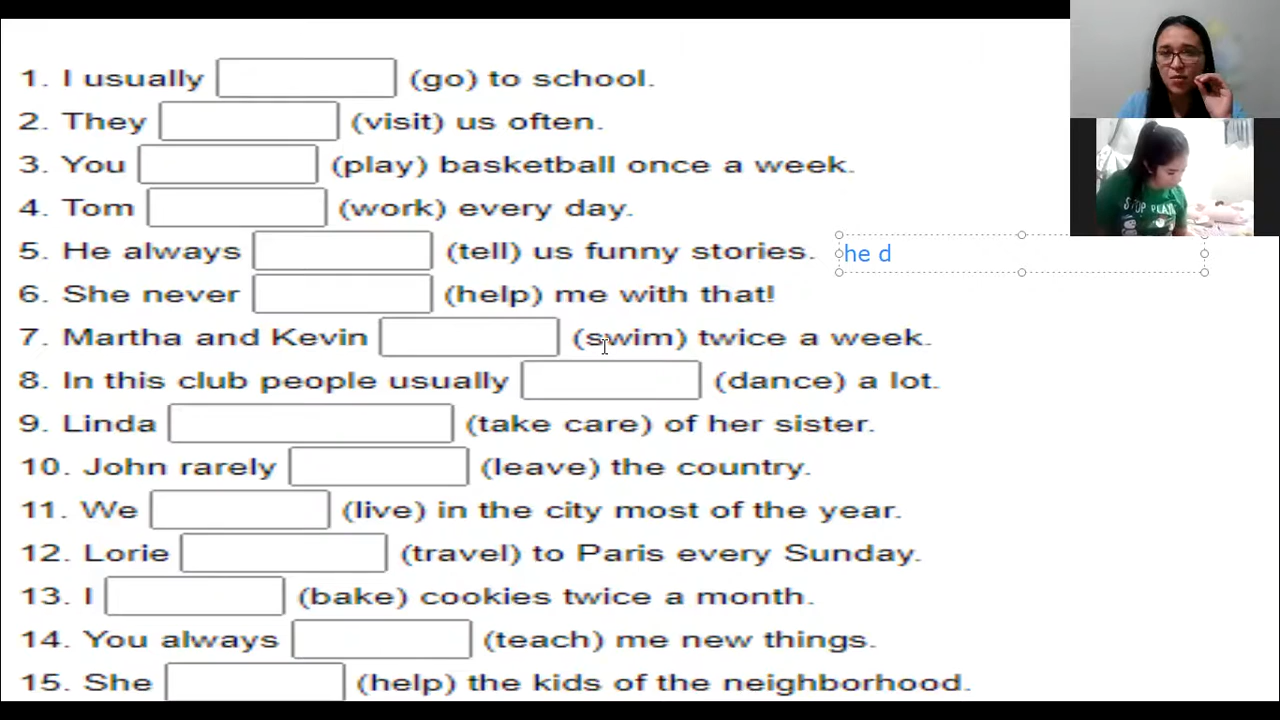 1. I usually (go) to school.
2. They (visit) us often.
3. You (play) basketball once a week.
4. Tom (work) every day.
5. He always (tell) us funny stories. he d
6. She never (help) me with that!
7. Martha and Kevin (swim) twice a week.
8. In this club people usually (dance) a lot.
9. Linda (take care) of her sister.
10. John rarely (leave) the country.
11. We (live) in the city most of the year.
12. Lorie (travel) to Paris every Sunday.
13. I (bake) cookies twice a month.
14. You always (teach) me new things.
15. She (help) the kids of the neighborhood.
STOP PLAY